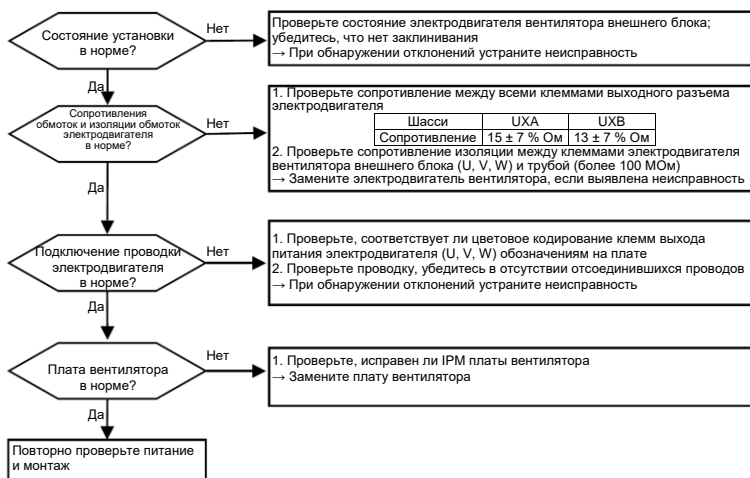 Состояние установки
в норме?
Нет
Проверьте состояние электродвигателя вентилятора внешнего блока;
убедитесь, что нет заклинивания
→ При обнаружении отклонений устраните неисправность
Да
Сопротивления
обмоток и изоляции обмоток
электродвигателя
в норме?
Нет
1. Проверьте сопротивление между всеми клеммами выходного разъема
электродвигателя
Шасси UXA UXB
Сопротивление 15 ± 7 % Ом 13 ± 7 % Ом
2. Проверьте сопротивление изоляции между клеммами электродвигателя
вентилятора внешнего блока (U, V, W) и трубой (более 100 МОм)
→ Замените электродвигатель вентилятора, если выявлена неисправность
Да
Подключение проводки
электродвигателя
в норме?
Нет
1. Проверьте, соответствует ли цветовое кодирование клемм выхода
питания электродвигателя (U, V, W) обозначениям на плате
2. Проверьте проводку, убедитесь в отсутствии отсоединившихся проводов
→ При обнаружении отклонений устраните неисправность
Да
Плата вентилятора
в норме?
Нет
1. Проверьте, исправен ли IPM платы вентилятора
→ Замените плату вентилятора
Да
Повторно проверьте питание
и монтаж